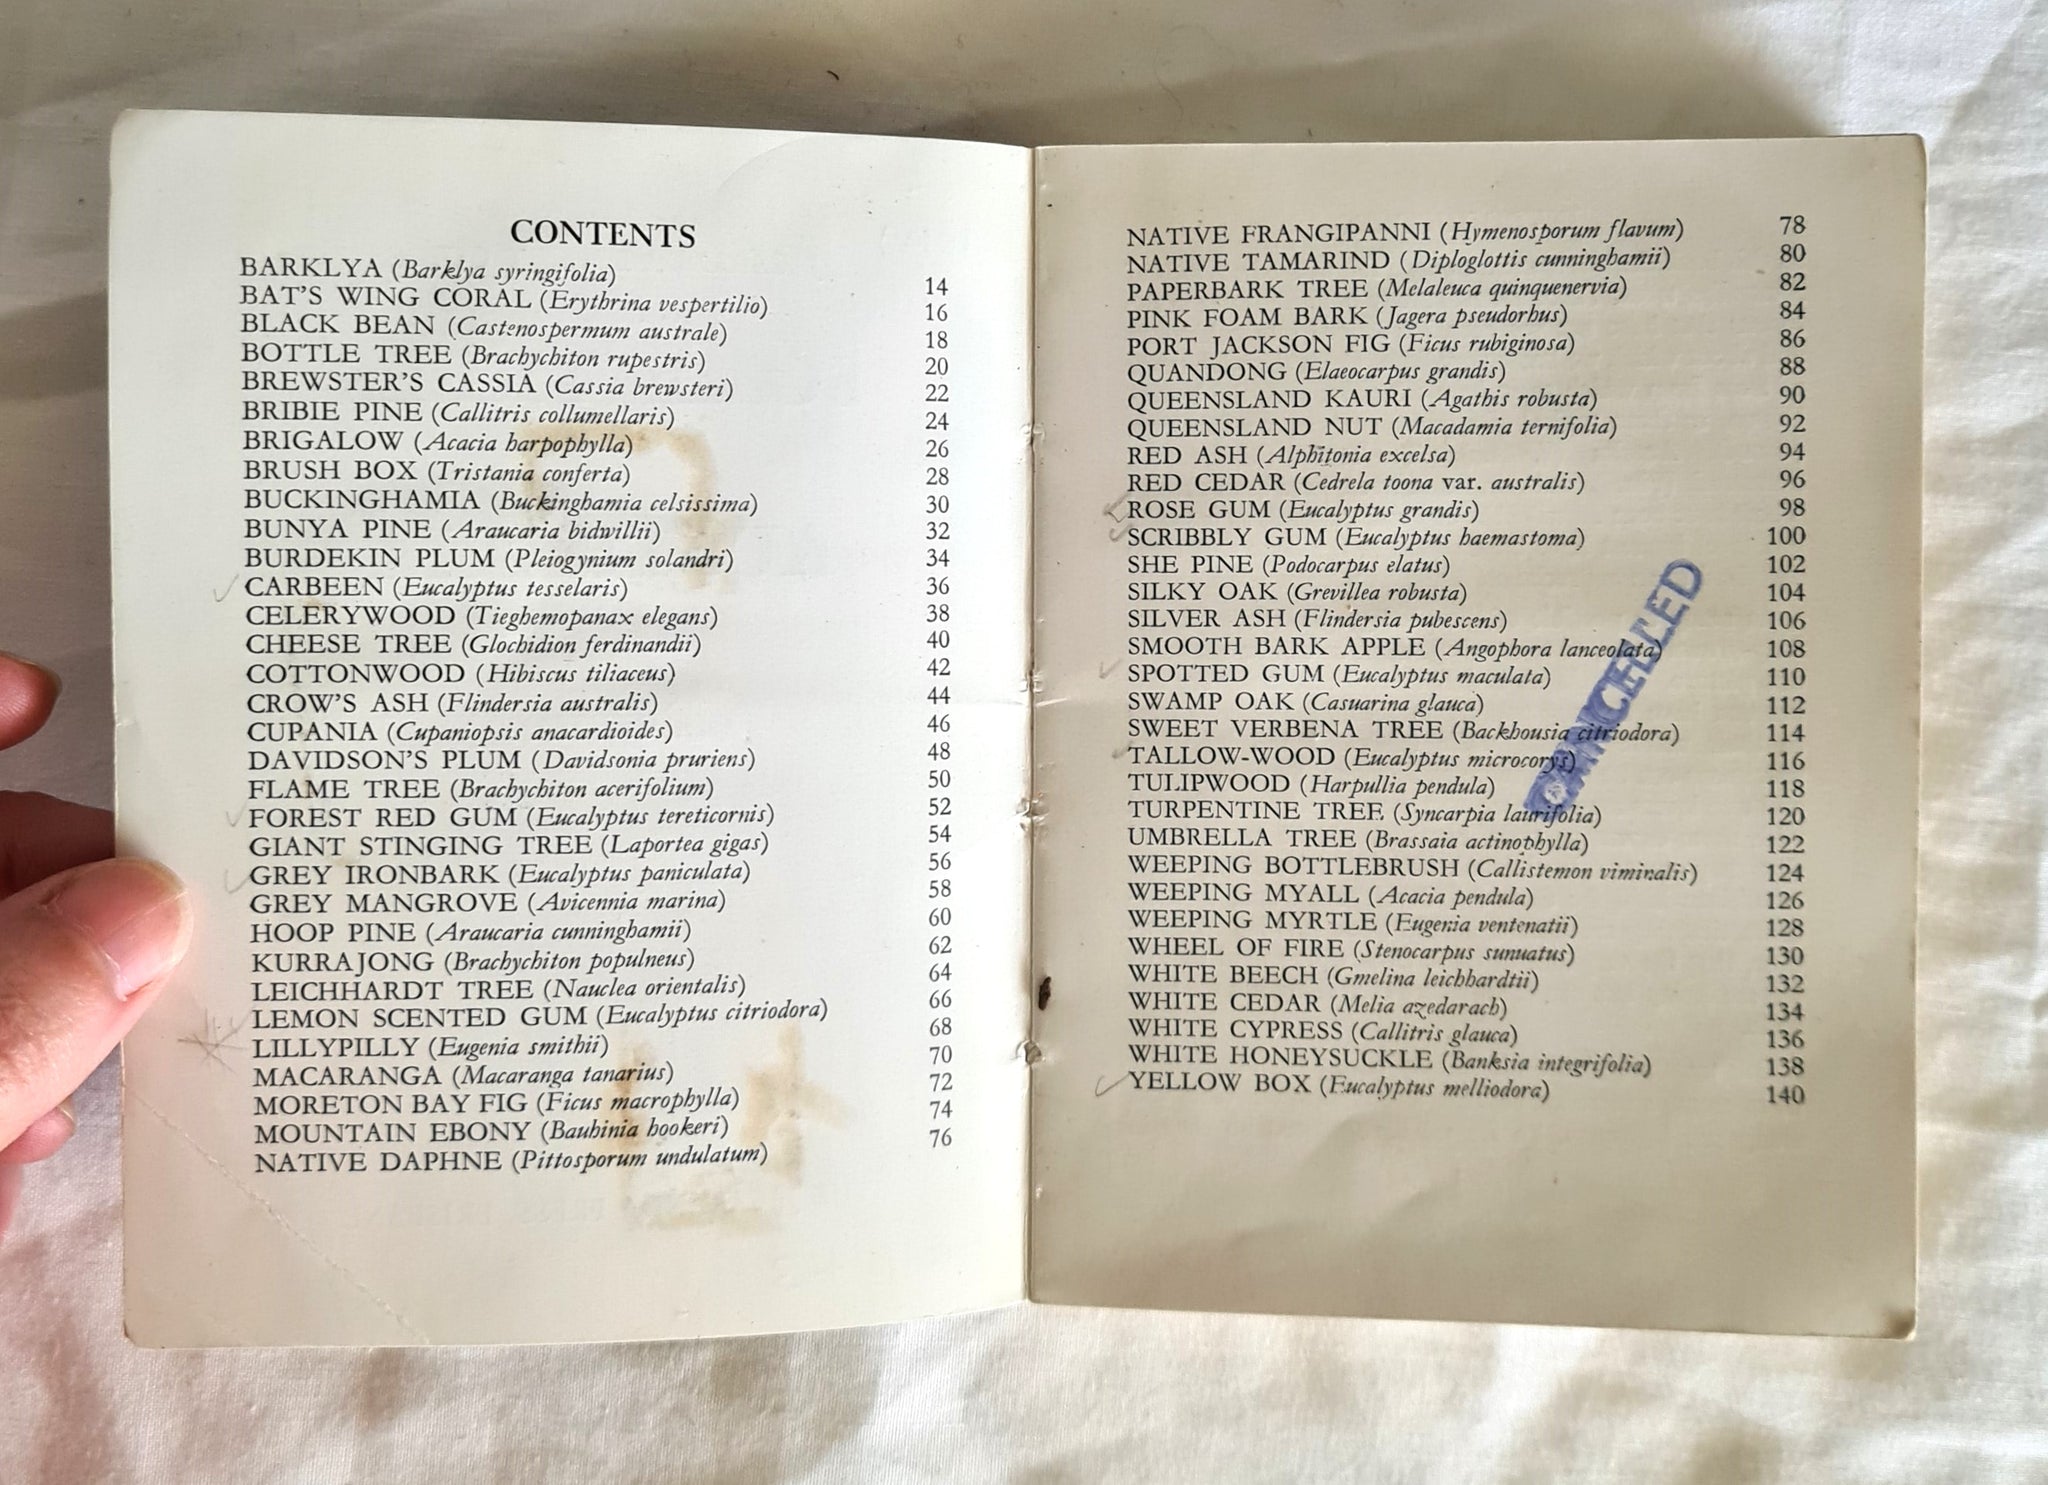 CONTENTS
BARKLYA (Barklya syringifolia) 14
BAT'S WING CORAL (Erythrina vespertilio) 16
BLACK BEAN (Castenospermum australe) 18
BOTTLE TREE (Brachychiton rupestris) 20
BREWSTER'S CASSIA (Cassia brewsteri) 22
BRIBIE PINE (Callitris collumellaris) 24
BRIGALOW (Acacia harpophylla) 26
BRUSH BOX (Tristania conferta) 28
BUCKINGHAMIA (Buckinghamia celsissima) 30
BUNYA PINE (Araucaria bidwillii) 32
BURDEKIN PLUM (Pleiogynium solandri) 34
CARBEEN (Eucalyptus tesselaris) 36
CELERYWOOD (Tieghemopanax elegans) 38
CHEESE TREE (Glochidion ferdinandii) 40
COTTONWOOD (Hibiscus tiliaceus) 42
CROW'S ASH (Flindersia australis) 44
CUPANIA (Cupaniopsis anacardioides) 46
DAVIDSON'S PLUM (Davidsonia pruriens) 48
FLAME TREE (Brachychiton acerifolium) 50
FOREST RED GUM (Eucalyptus tereticornis) 52
GIANT STINGING TREE (Laportea gigas) 54
GREY IRONBARK (Eucalyptus paniculata) 56
GREY MANGROVE (Avicennia marina) 58
HOOP PINE (Araucaria cunninghamii) 60
KURRAJONG (Brachychiton populneus) 62
LEICHHARDT TREE (Nauclea orientalis) 64
LEMON SCENTED GUM (Eucalyptus citriodora) 66
LILLYPILLY (Eugenia smithii) 68
MACARANGA (Macaranga tanarius) 70
MORETON BAY FIG (Ficus macrophylla) 72
MOUNTAIN EBONY (Bauhinia hookeri) 74
NATIVE DAPHNE (Pittosporum undulatum) 76
NATIVE FRANGIPANNI (Hymenosporum flavum) 78
NATIVE TAMARIND (Diploglottis cunninghamii) 80
PAPERBARK TREE (Melaleuca quinquenervia) 82
PINK FOAM BARK (Jagera pseudorhus) 84
PORT JACKSON FIG (Ficus rubiginosa) 86
QUANDONG (Elaeocarpus grandis) 88
QUEENSLAND KAURI (Agathis robusta) 90
QUEENSLAND NUT (Macadamia ternifolia) 92
RED ASH (Alphitonia excelsa) 94
RED CEDAR (Cedrela toona var. australis) 96
ROSE GUM (Eucalyptus grandis) 98
SCRIBBLY GUM (Eucalyptus haemastoma) 100
SHE PINE (Podocarpus elatus) 102
SILKY OAK (Grevillea robusta) 104
SILVER ASH (Flindersia pubescens) 106
SMOOTH BARK APPLE (Angophora lanceolata) 108
SPOTTED GUM (Eucalyptus maculata) 110
SWAMP OAK (Casuarina glauca) 112
SWEET VERBENA TREE (Backhousia citriodora) 114
TALLOW-WOOD (Eucalyptus microcorys) 116
TULIPWOOD (Harpullia pendula) 118
TURPENTINE TREE (Syncarpia laurifolia) 120
UMBRELLA TREE (Brassaia actinophylla) 122
WEEPING BOTTLEBRUSH (Callistemon viminalis) 124
WEEPING MYALL (Acacia pendula) 126
WEEPING MYRTLE (Eugenia ventenatii) 128
WHEEL OF FIRE (Stenocarpus sunuatus) 130
WHITE BEECH (Gmelina leichhardtii) 132
WHITE CEDAR (Melia azedarach) 134
WHITE CYPRESS (Callitris glauca) 136
WHITE HONEYSUCKLE (Banksia integrifolia) 138
YELLOW BOX (Eucalyptus melliodora) 140
CANCELLED